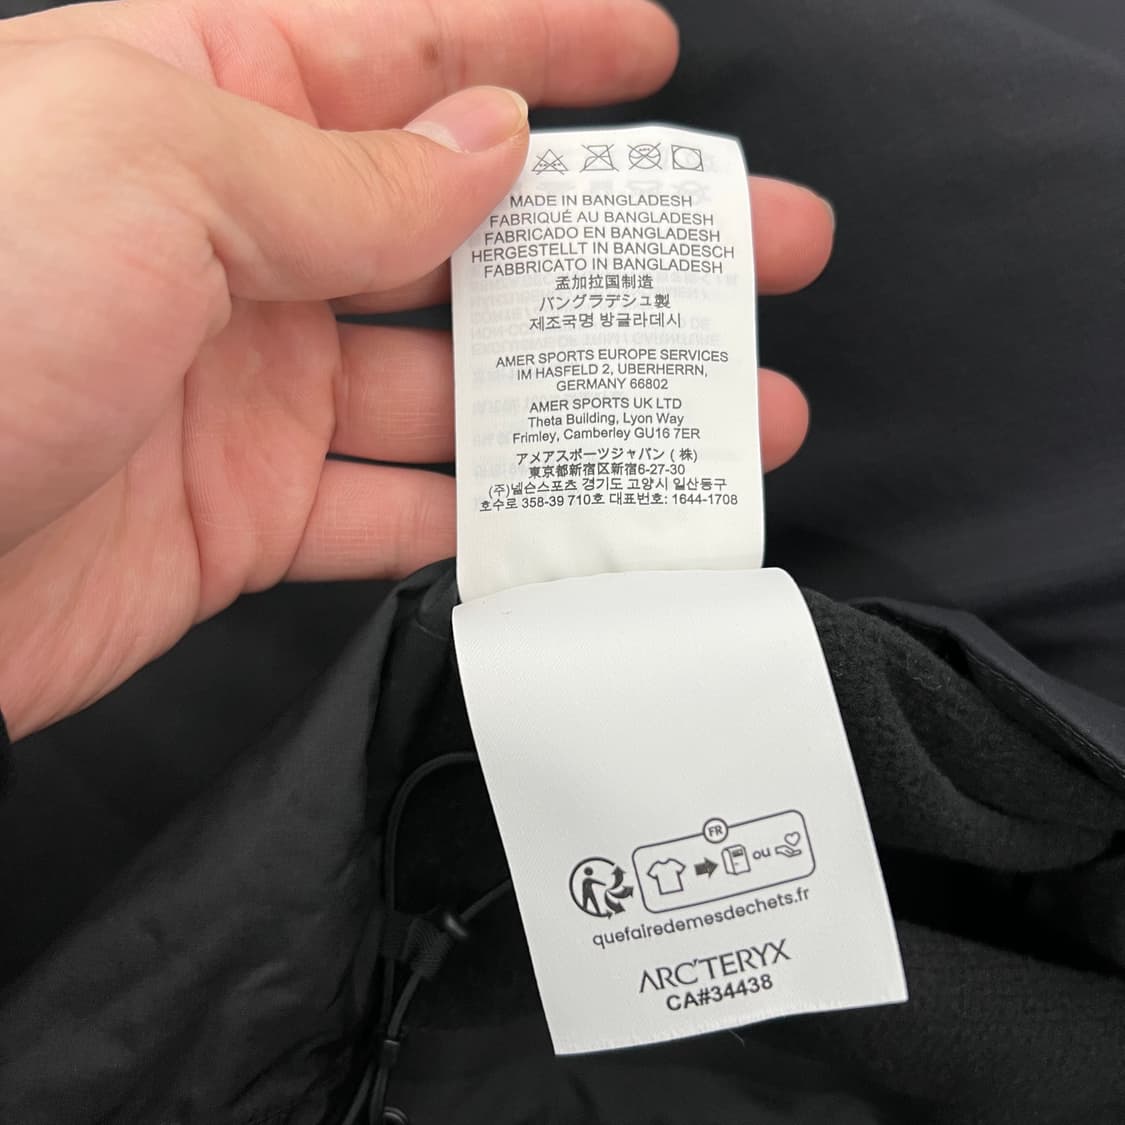 MADE IN BANGLADESH
FABRIQUÉ AU BANGLADESH
FABRICADO EN BANGLADESH
HERGESTELLT IN BANGLADESCH
FABBRICATO IN BANGLADESH
孟加拉国制造
バングラデシュ製
제조국명 방글라데시
AMER SPORTS EUROPE SERVICES
IM HASFELD 2, UBERHERRN,
GERMANY 66802
AMER SPORTS UK LTD
Theta Building, Lyon Way
Frimley, Camberley GU16 7ER
アメアスポーツジャパン (株)
東京都新宿区新宿6-27-30
(주)넬슨스포츠 경기도 고양시 일산동구
호수로 358-39 710호 대표번호: 1644-1708
FR
ou
quefairedemesdechets.fr
ARC'TERYX
CA#34438